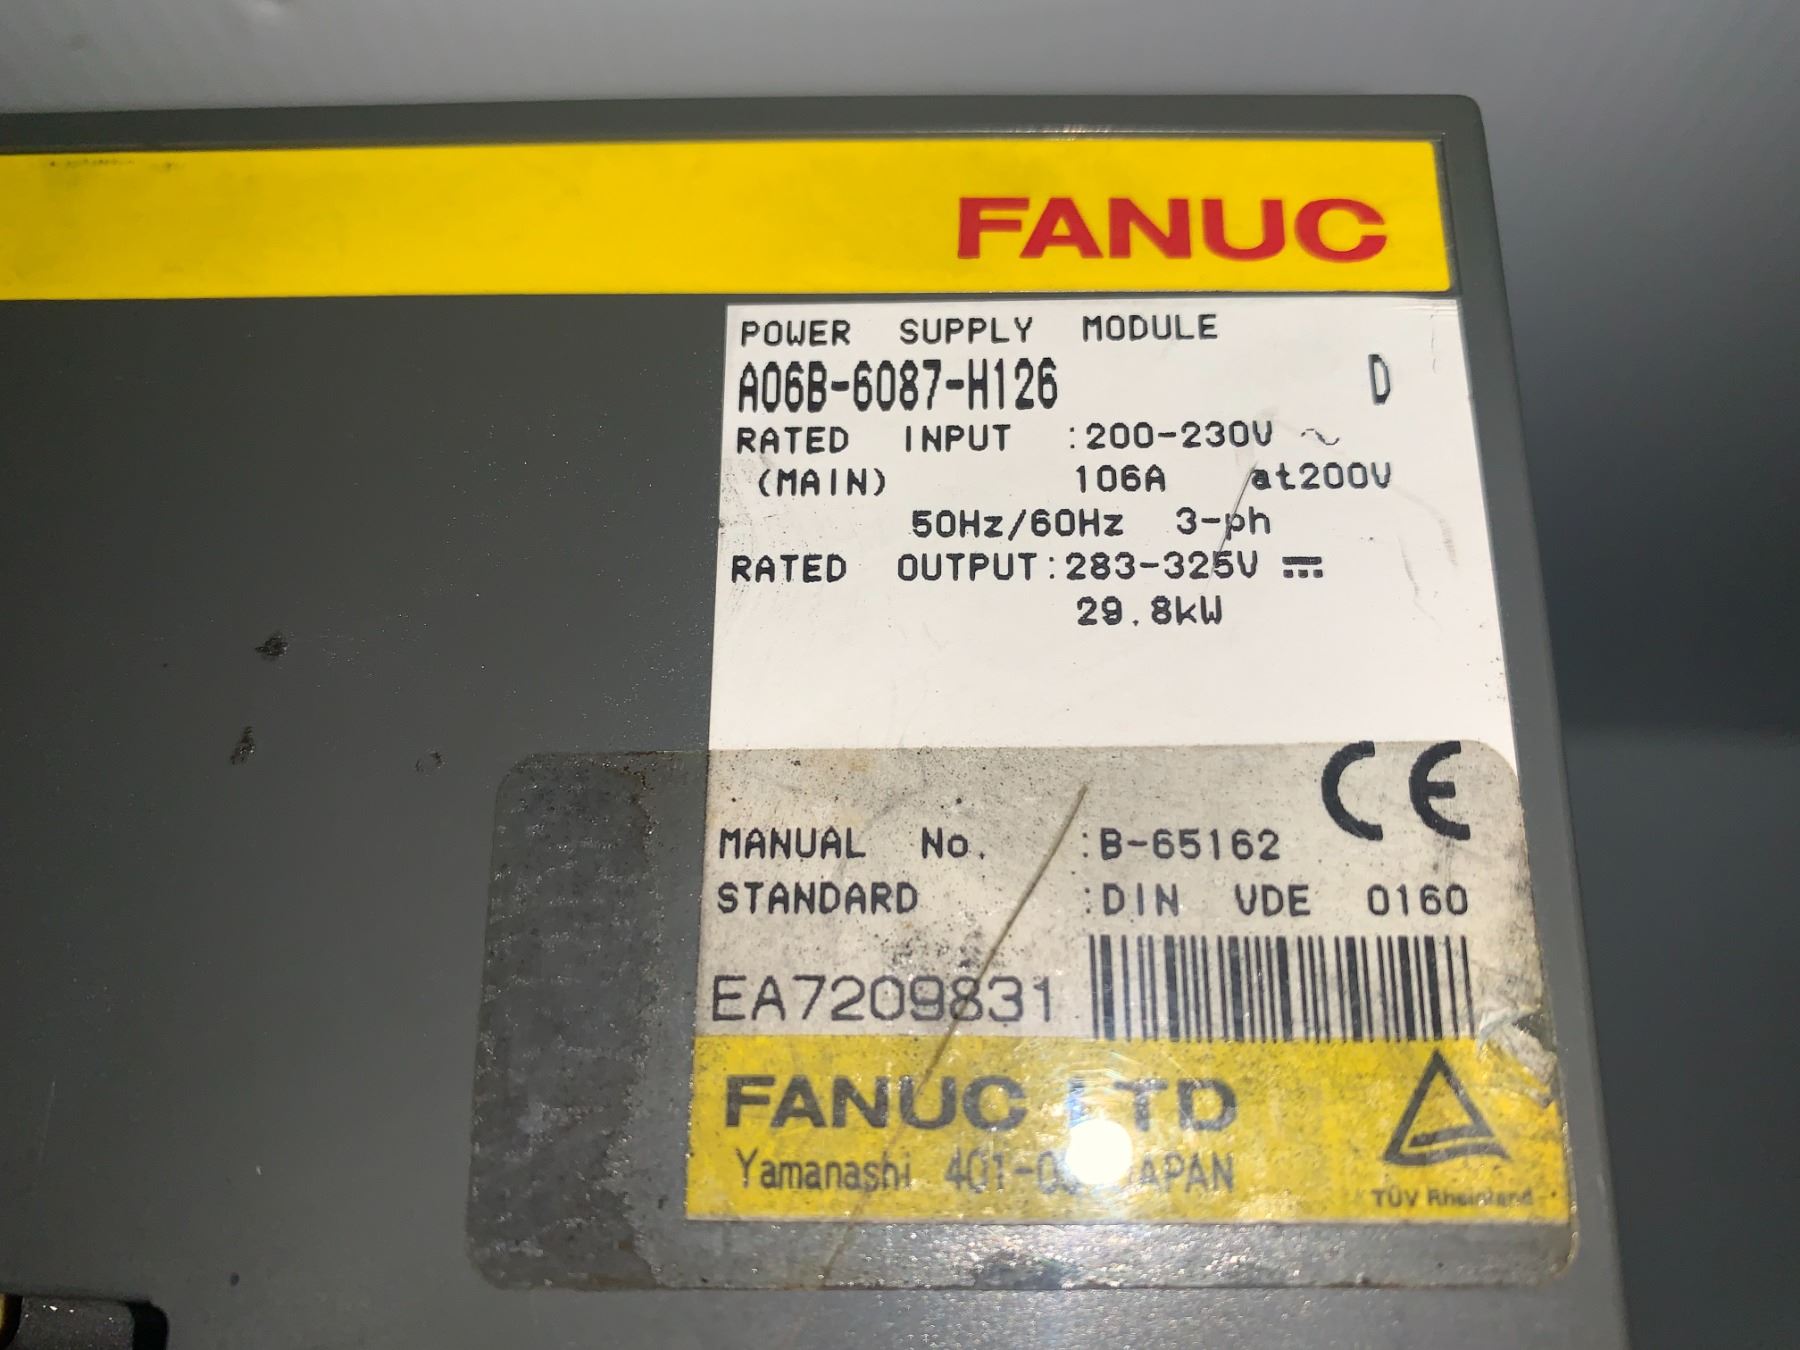 FANUC
POWER SUPPLY MODULE
A06B-6087-H126 D
RATED INPUT :200-230V ~
(MAIN) 106A at200V
50Hz/60Hz 3-ph
RATED OUTPUT:283-325V ⎓
29.8kW
CE
MANUAL No. :B-65162
STANDARD :DIN VDE 0160
EA7209831
FANUC LTD
Yamanashi JAPAN
TÜV Rheinland